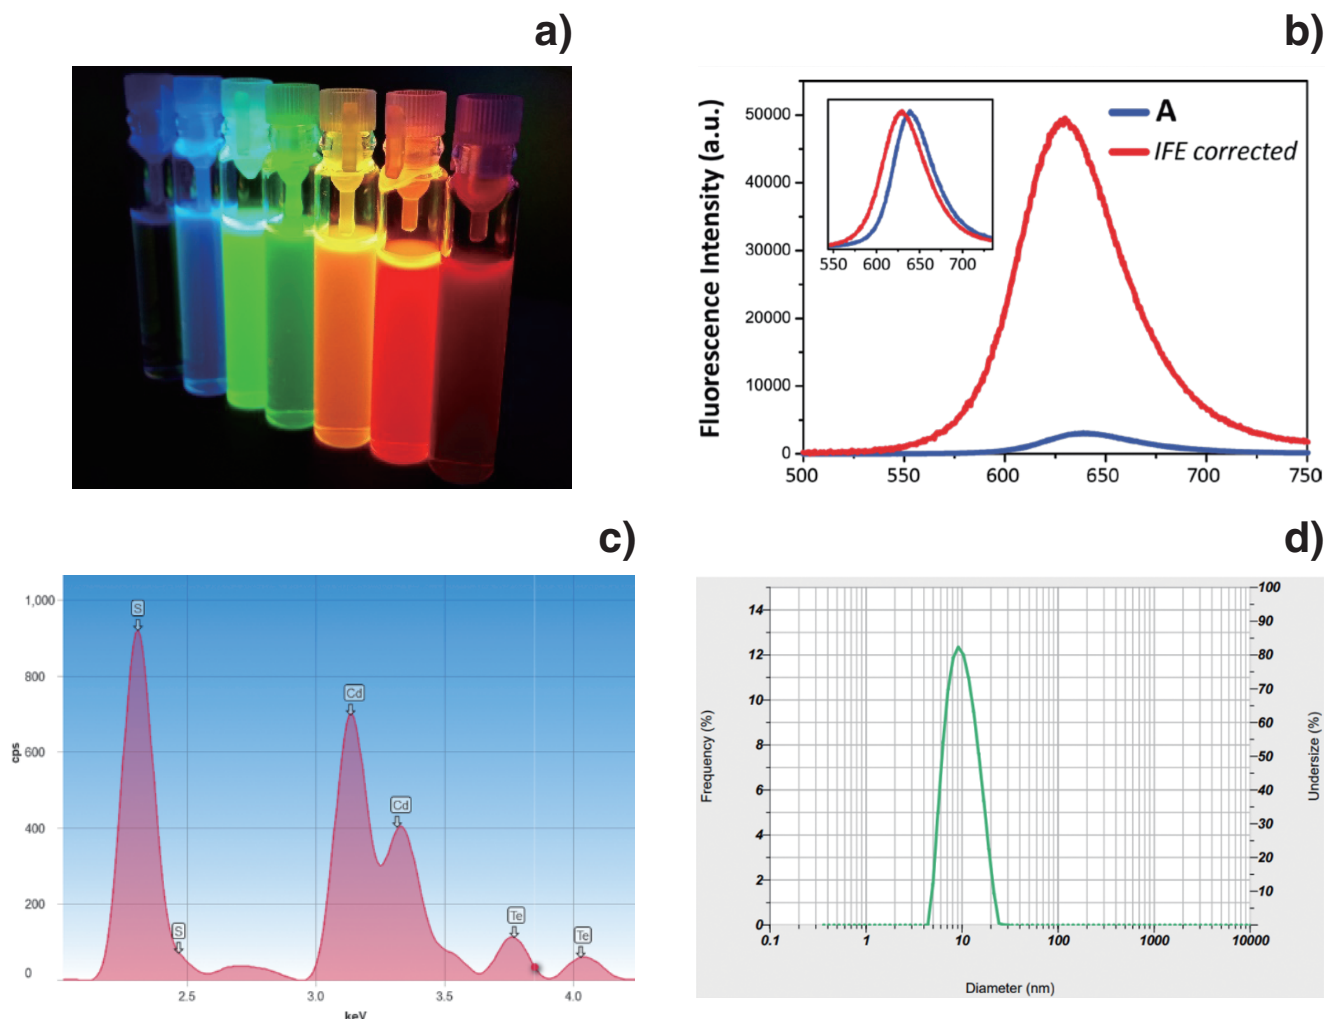 a)
b)
Fluorescence Intensity (a.u.)
50000
40000
30000
20000
10000
0
500 550 600 650 700 750
A
IFE corrected
550 600 650 700
c)
cps
1,000
800
600
400
200
0
S
S
Cd
Cd
Te
Te
2.5 3.0 3.5 4.0
keV
d)
Frequency (%)
14
12
10
8
6
4
2
0
100
90
80
70
60
50
40
30
20
10
Undersize (%)
0.1 1 10 100 1000 10000
Diameter (nm)